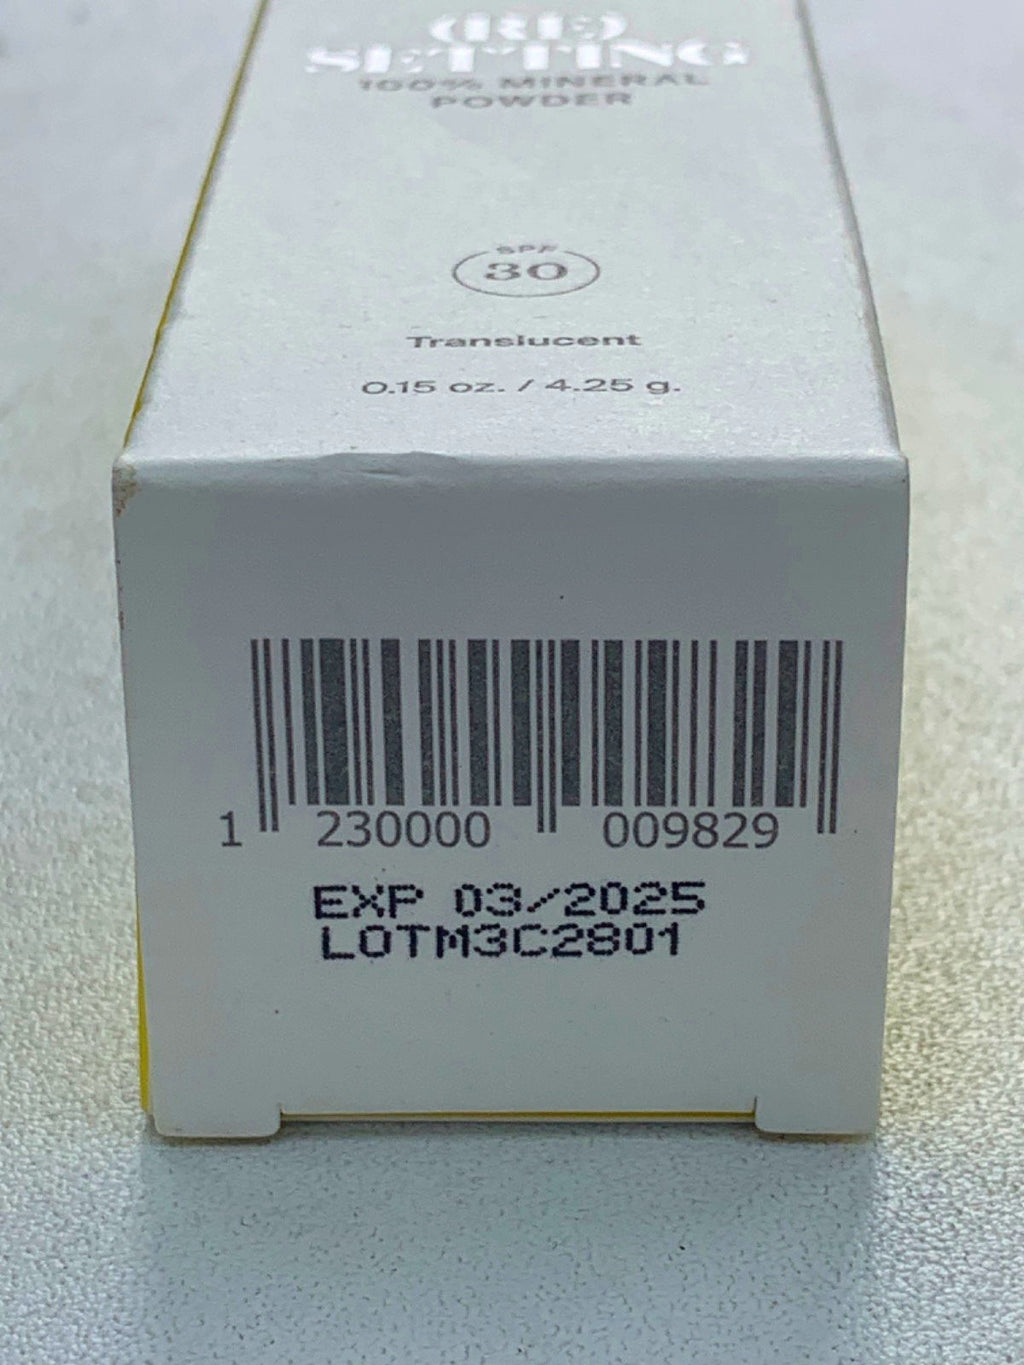 (RE)
SETTING
100% MINERAL
POWDER
SPF
30
Translucent
0.15 oz. / 4.25 g.
1 230000 009829
EXP 03/2025
LOTM3C2801